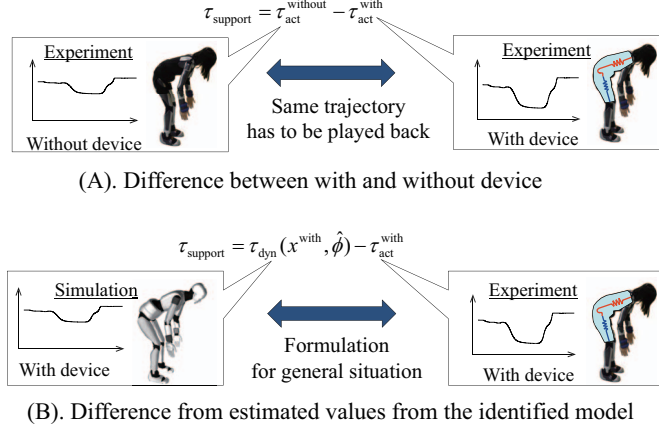 τ_support = τ_act^without − τ_act^with
Experiment
Without device
Same trajectory
has to be played back
Experiment
With device
(A). Difference between with and without device
τ_support = τ_dyn(x^with, φ̂) − τ_act^with
Simulation
With device
Formulation
for general situation
Experiment
With device
(B). Difference from estimated values from the identified model